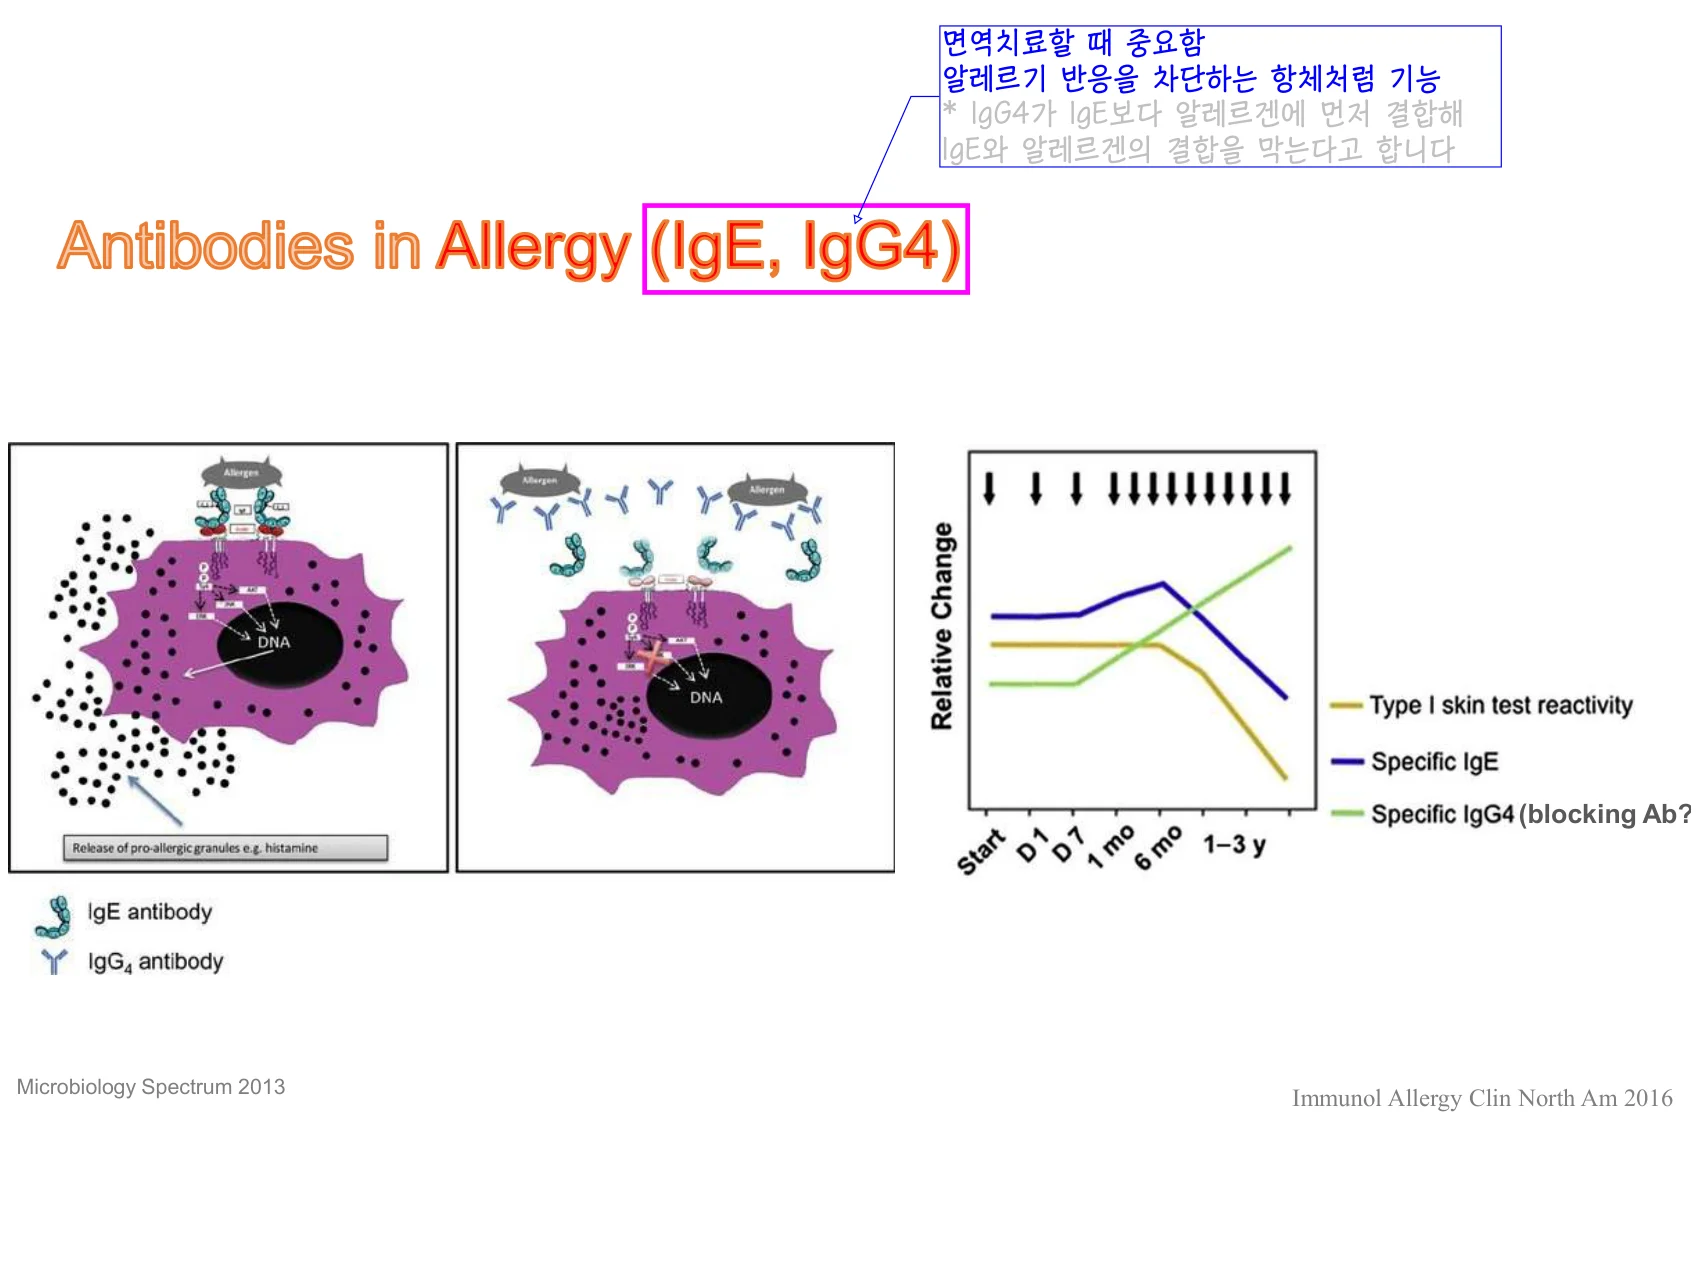 면역치료할 때 중요함
알레르기 반응을 차단하는 항체처럼 기능
* IgG4가 IgE보다 알레르겐에 먼저 결합해
IgE와 알레르겐의 결합을 막는다고 합니다
Antibodies in Allergy (IgE, IgG4)
Allergen
DNA
Release of pro-allergic granules e.g. histamine
Allergen
Allergen
DNA
IgE antibody
IgG₄ antibody
Relative Change
Start
D 1
D 7
1 mo
6 mo
1–3 y
Type I skin test reactivity
Specific IgE
Specific IgG4 (blocking Ab?
Microbiology Spectrum 2013
Immunol Allergy Clin North Am 2016